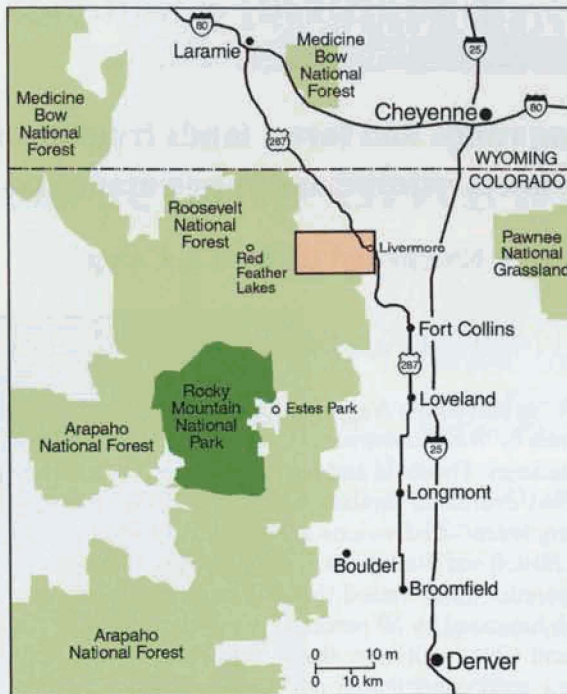 80
Laramie
Medicine
Bow
National
Forest
25
Medicine
Bow
National
Forest
Cheyenne
80
287
WYOMING
COLORADO
Roosevelt
National
Forest
Red
Feather
Lakes
Livermore
Pawnee
National
Grassland
Fort Collins
287
Rocky
Mountain
National
Park
Estes Park
Loveland
Arapaho
National Forest
25
Longmont
Boulder
Broomfield
Arapaho
National Forest
0 10 m
0 10 km
Denver